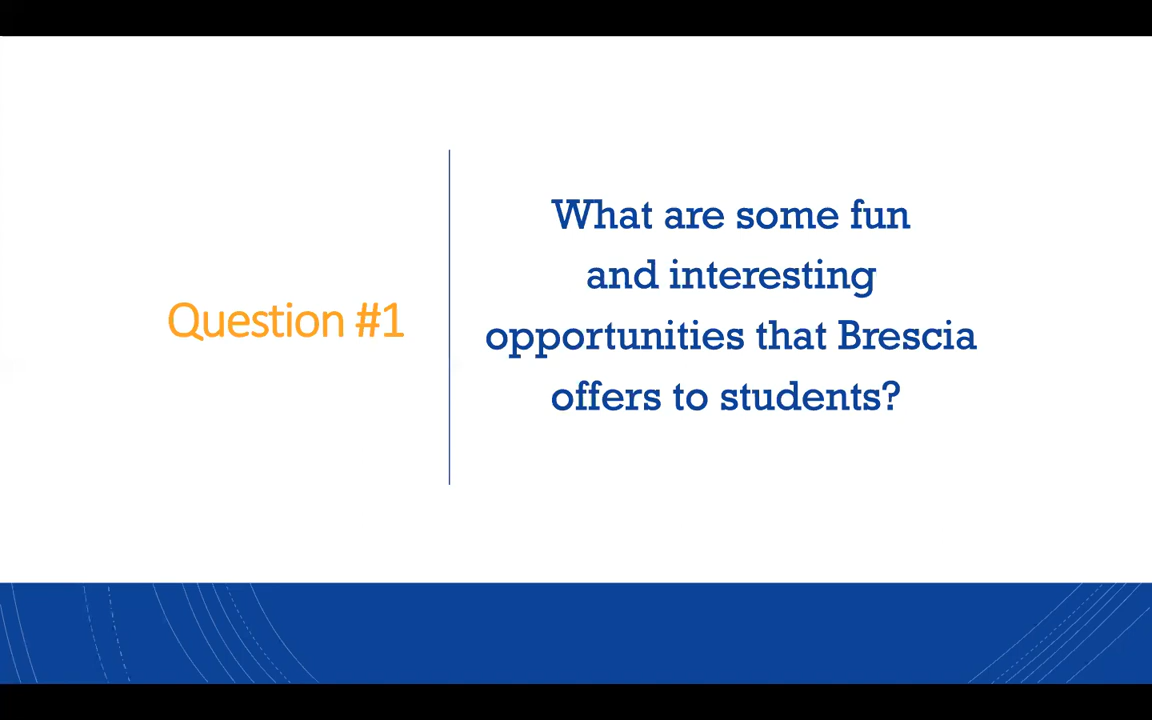 Question #1
What are some fun
and interesting
opportunities that Brescia
offers to students?